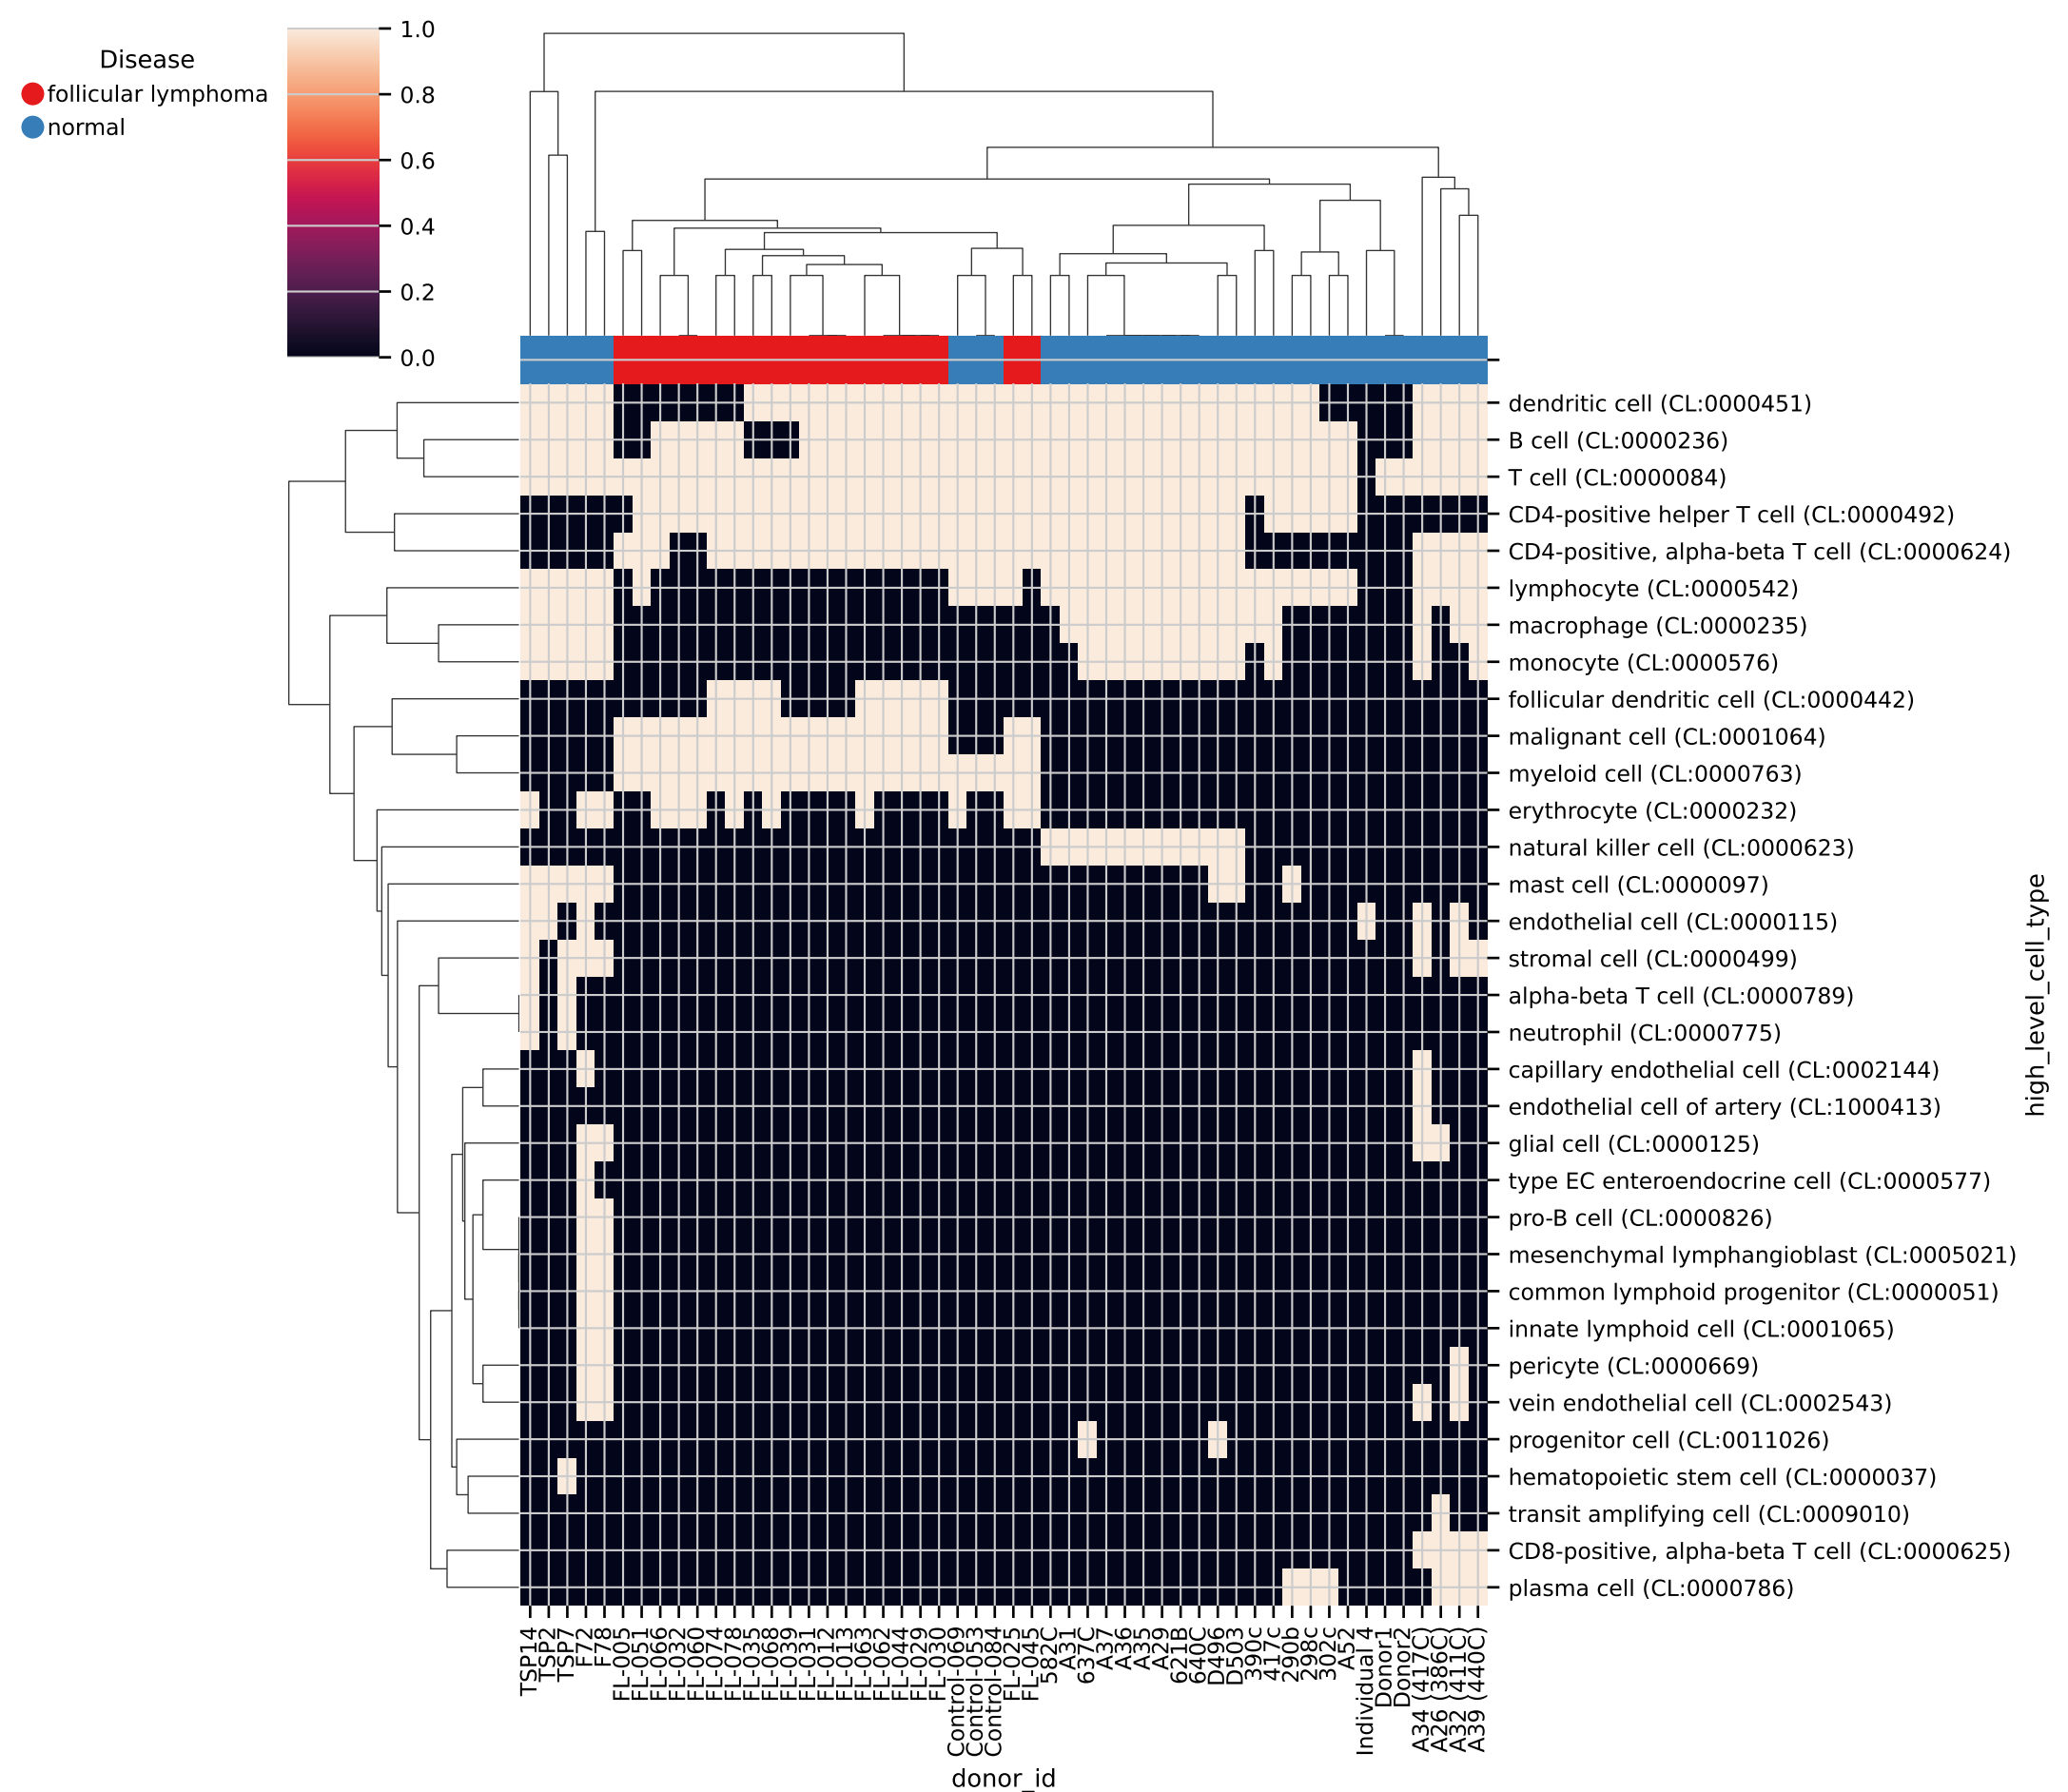 Disease
follicular lymphoma
normal
1.0
0.8
0.6
0.4
0.2
0.0
dendritic cell (CL:0000451)
B cell (CL:0000236)
T cell (CL:0000084)
CD4-positive helper T cell (CL:0000492)
CD4-positive, alpha-beta T cell (CL:0000624)
lymphocyte (CL:0000542)
macrophage (CL:0000235)
monocyte (CL:0000576)
follicular dendritic cell (CL:0000442)
malignant cell (CL:0001064)
myeloid cell (CL:0000763)
erythrocyte (CL:0000232)
natural killer cell (CL:0000623)
mast cell (CL:0000097)
endothelial cell (CL:0000115)
stromal cell (CL:0000499)
alpha-beta T cell (CL:0000789)
neutrophil (CL:0000775)
capillary endothelial cell (CL:0002144)
endothelial cell of artery (CL:1000413)
glial cell (CL:0000125)
type EC enteroendocrine cell (CL:0000577)
pro-B cell (CL:0000826)
mesenchymal lymphangioblast (CL:0005021)
common lymphoid progenitor (CL:0000051)
innate lymphoid cell (CL:0001065)
pericyte (CL:0000669)
vein endothelial cell (CL:0002543)
progenitor cell (CL:0011026)
hematopoietic stem cell (CL:0000037)
transit amplifying cell (CL:0009010)
CD8-positive, alpha-beta T cell (CL:0000625)
plasma cell (CL:0000786)
high_level_cell_type
TSP14
TSP2
TSP7
F72
F78
FL-005
FL-051
FL-066
FL-032
FL-060
FL-074
FL-078
FL-035
FL-068
FL-039
FL-031
FL-012
FL-013
FL-063
FL-062
FL-044
FL-029
FL-030
Control-069
Control-053
Control-084
FL-025
FL-045
582C
A31
637C
A37
A36
A35
A29
621B
640C
D496
D503
390c
417c
290b
298c
302c
A52
Individual 4
Donor1
Donor2
A34 (417C)
A26 (386C)
A32 (411C)
A39 (440C)
donor_id